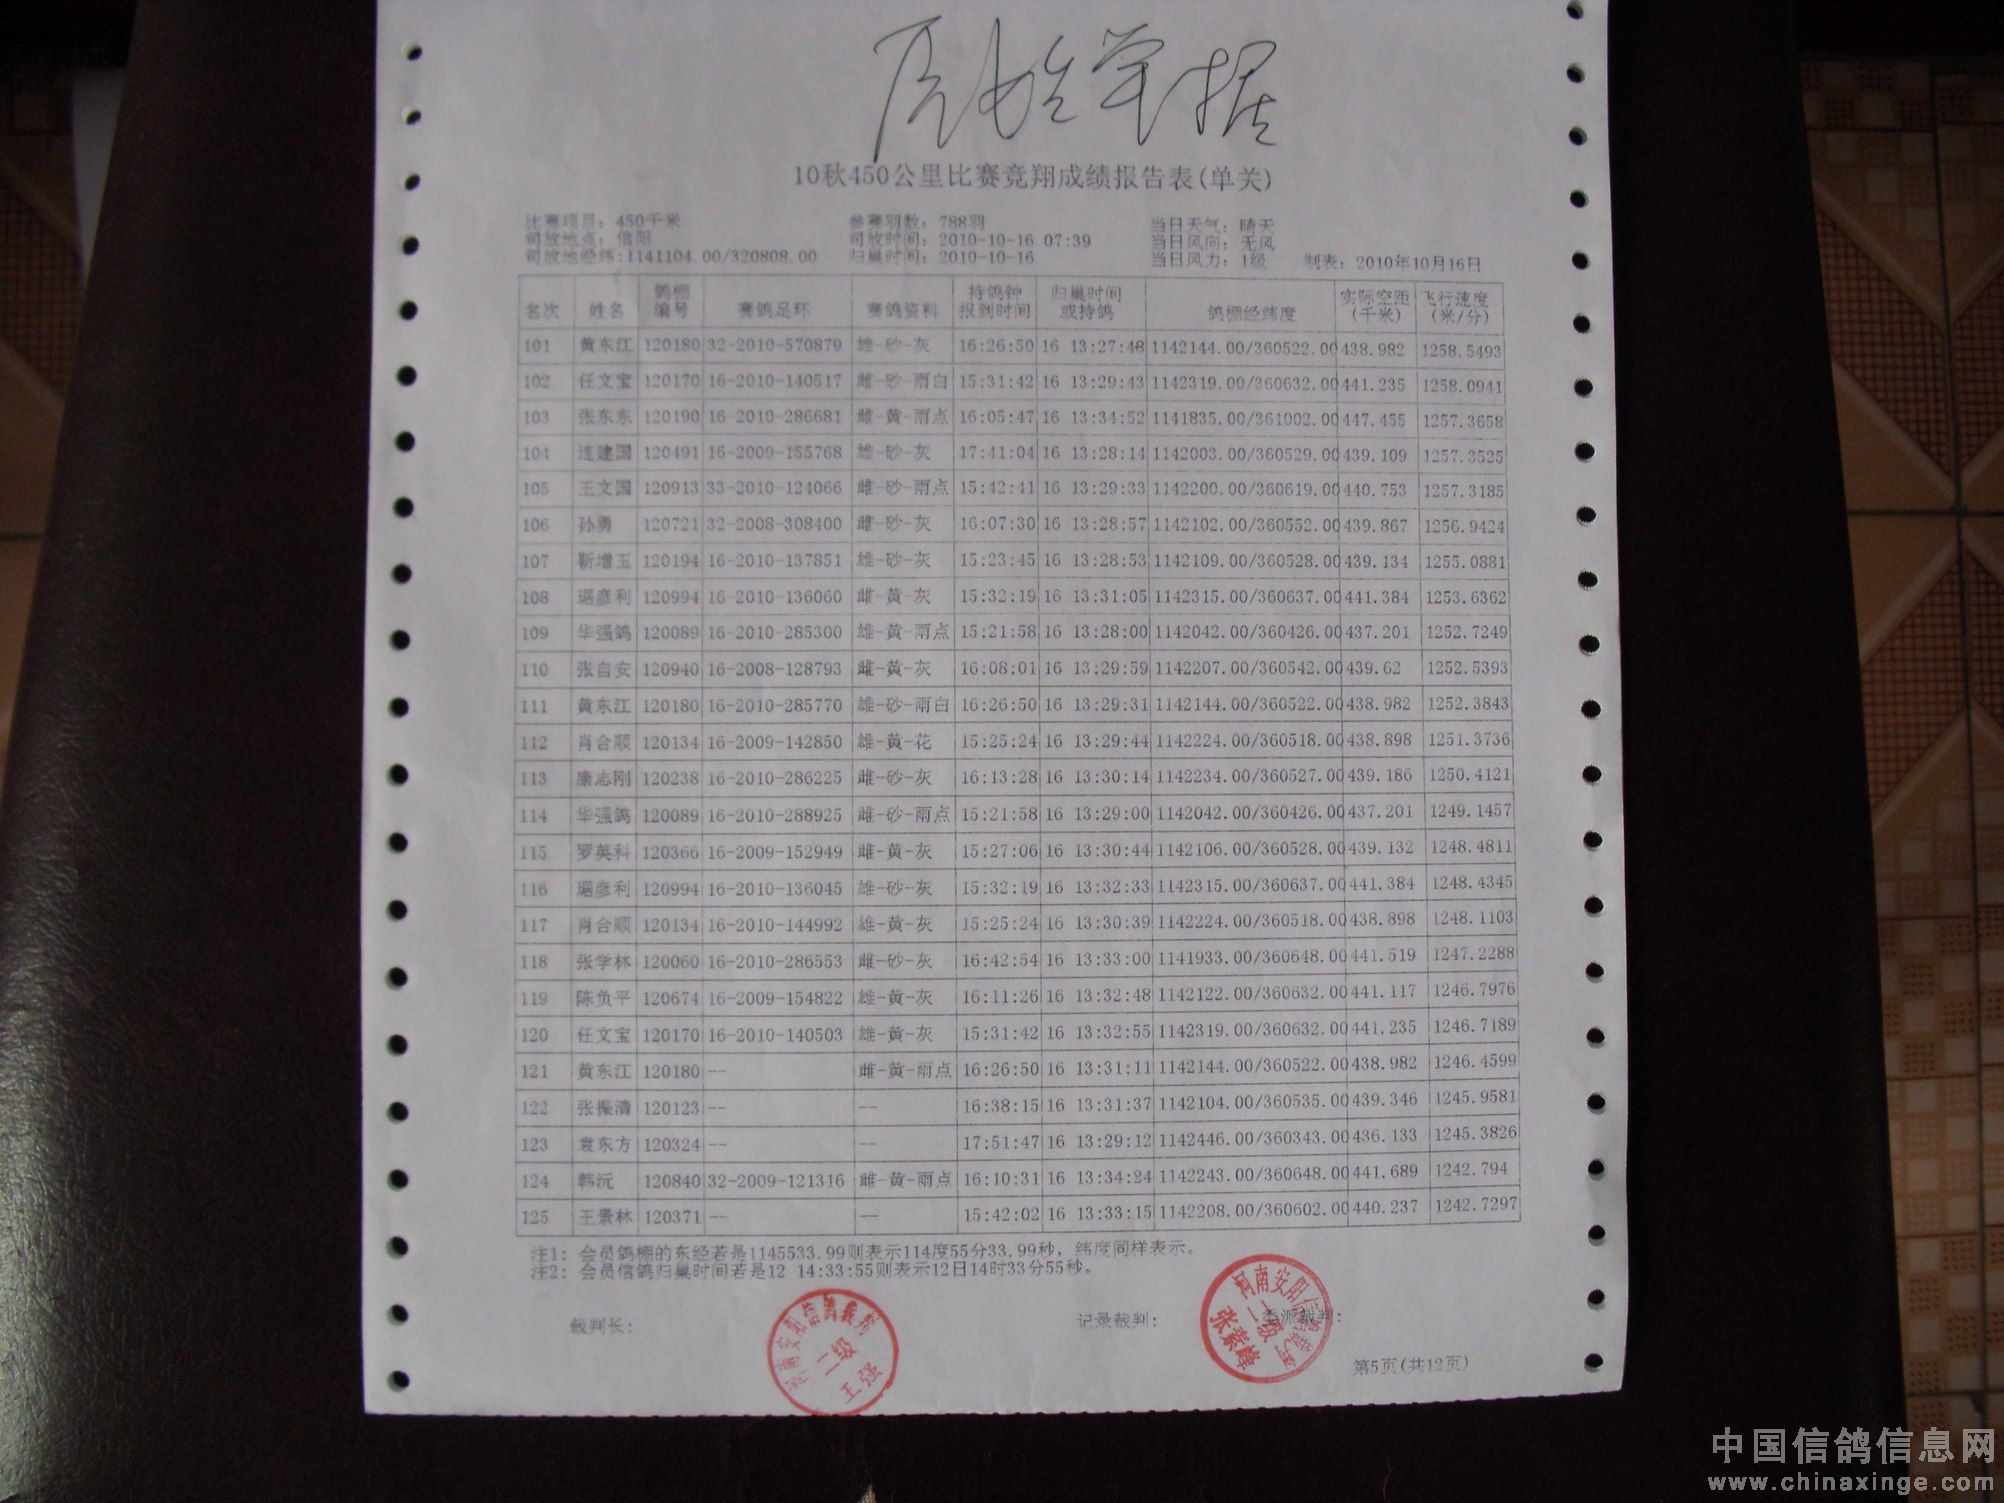 原始单据
10秋450公里比赛竞翔成绩报告表(单关)
比赛项目: 450千米 参赛羽数: 788羽 当日天气: 晴天
司放地点: 信阳 司放时间: 2010-10-16 07:39 当日风向: 无风
司放地经纬:1141104.00/320808.00 归巢时间: 2010-10-16 当日风力: 1级 制表: 2010年10月16日
名次 姓名 鸽棚编号 赛鸽足环 赛鸽资料 持鸽钟报到时间 归巢时间或持鸽 鸽棚经纬度 实际空距(千米) 飞行速度(米/分)
101 黄东江 120180 32-2010-570879 雄-砂-灰 16:26:50 16 13:27:48 1142144.00/360522.00 438.982 1258.5493
102 任文宝 120170 16-2010-140517 雌-砂-雨白 15:31:42 16 13:29:43 1142319.00/360632.00 441.235 1258.0941
103 张东东 120190 16-2010-286681 雌-黄-雨点 16:05:47 16 13:34:52 1141835.00/361002.00 447.455 1257.3658
104 连建国 120491 16-2009-155768 雄-砂-灰 17:41:04 16 13:28:14 1142003.00/360529.00 439.109 1257.3525
105 王文国 120913 33-2010-124066 雌-砂-雨点 15:42:41 16 13:29:33 1142200.00/360619.00 440.753 1257.3185
106 孙勇 120721 32-2008-308400 雌-砂-灰 16:07:30 16 13:28:57 1142102.00/360552.00 439.867 1256.9424
107 靳增玉 120194 16-2010-137851 雄-砂-灰 15:23:45 16 13:28:53 1142109.00/360528.00 439.134 1255.0881
108 琚彦利 120994 16-2010-136060 雌-黄-灰 15:32:19 16 13:31:05 1142315.00/360637.00 441.384 1253.6362
109 华强鸽 120089 16-2010-285300 雄-黄-雨点 15:21:58 16 13:28:00 1142042.00/360426.00 437.201 1252.7249
110 张自安 120940 16-2008-128793 雌-黄-灰 16:08:01 16 13:29:59 1142207.00/360542.00 439.62 1252.5393
111 黄东江 120180 16-2010-285770 雄-砂-雨白 16:26:50 16 13:29:31 1142144.00/360522.00 438.982 1252.3843
112 肖合顺 120134 16-2009-142850 雄-黄-花 15:25:24 16 13:29:44 1142224.00/360518.00 438.898 1251.3736
113 康志刚 120238 16-2010-286225 雌-砂-灰 16:13:28 16 13:30:14 1142234.00/360527.00 439.186 1250.4121
114 华强鸽 120089 16-2010-288925 雌-砂-雨点 15:21:58 16 13:29:00 1142042.00/360426.00 437.201 1249.1457
115 罗英科 120366 16-2009-152949 雌-黄-灰 15:27:06 16 13:30:44 1142106.00/360528.00 439.132 1248.4811
116 琚彦利 120994 16-2010-136045 雄-砂-灰 15:32:19 16 13:32:33 1142315.00/360637.00 441.384 1248.4345
117 肖合顺 120134 16-2010-144992 雄-黄-灰 15:25:24 16 13:30:39 1142224.00/360518.00 438.898 1248.1103
118 张学林 120060 16-2010-286553 雌-砂-灰 16:42:54 16 13:33:00 1141933.00/360648.00 441.519 1247.2288
119 陈负平 120674 16-2009-154822 雄-黄-灰 16:11:26 16 13:32:48 1142122.00/360632.00 441.117 1246.7976
120 任文宝 120170 16-2010-140503 雄-黄-灰 15:31:42 16 13:32:55 1142319.00/360632.00 441.235 1246.7189
121 黄东江 120180 -- 雌-黄-雨点 16:26:50 16 13:31:11 1142144.00/360522.00 438.982 1246.4599
122 张振清 120123 -- -- 16:38:15 16 13:31:37 1142104.00/360535.00 439.346 1245.9581
123 袁东方 120324 -- -- 17:51:47 16 13:29:12 1142446.00/360343.00 436.133 1245.3826
124 韩沅 120840 32-2009-121316 雌-黄-雨点 16:10:31 16 13:34:24 1142243.00/360648.00 441.689 1242.794
125 王景林 120371 -- -- 15:42:02 16 13:33:15 1142208.00/360602.00 440.237 1242.7297
注1: 会员鸽棚的东经若是1145533.99则表示114度55分33.99秒, 纬度同样表示。
注2: 会员信鸽归巢时间若是12 14:33:55则表示12日14时33分55秒。
裁判长: 记录裁判: 委派裁判:
河南安阳信鸽裁判
二级
王强
河南安阳信鸽裁判
二级
张素峰
第5页(共12页)
中国信鸽信息网
www.chinaxinge.com